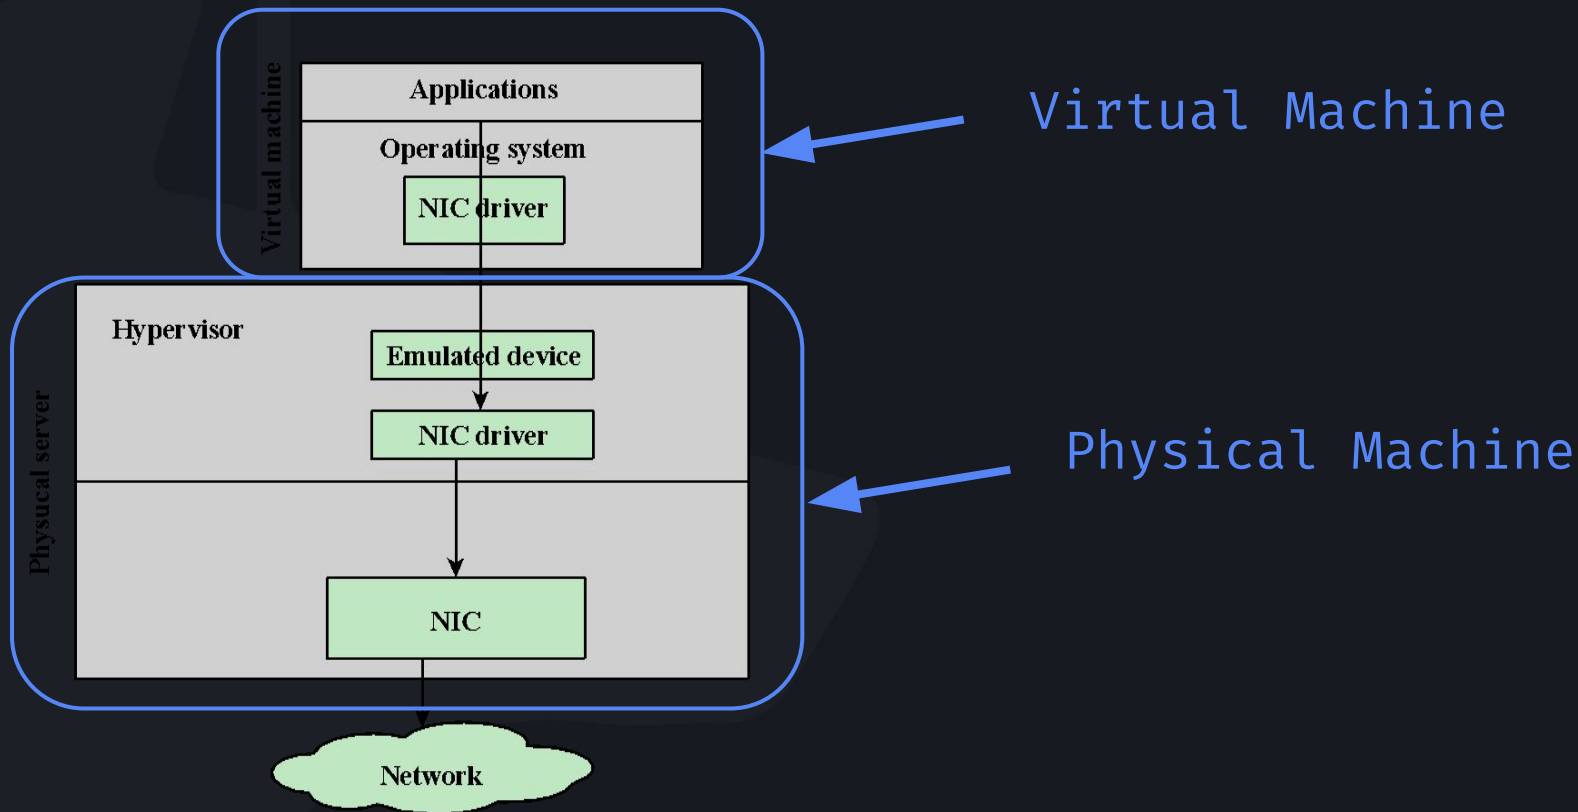 Virtual machine
Applications
Operating system
NIC driver
Virtual Machine
Physucal server
Hypervisor
Emulated device
NIC driver
NIC
Physical Machine
Network